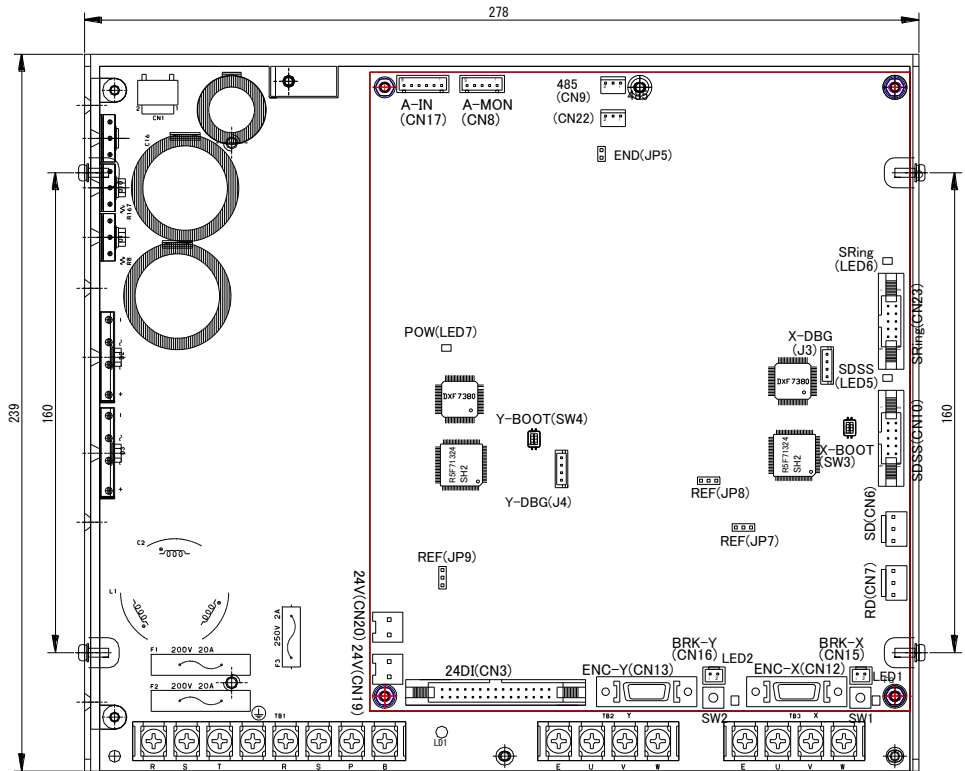 278
239
160
160
2
CN1
C16
R167
R8
A-IN
(CN17)
A-MON
(CN8)
485
(CN9)
(CN22)
END(JP5)
SRing
(LED6)
SRing(CN23)
POW(LED7)
X-DBG
(J3)
SDSS
(LED5)
DXF7380
DXF7380
Y-BOOT(SW4)
X-BOOT
(SW3)
SDSS(CN10)
R5F71324
SH2
R5F71324
SH2
Y-DBG(J4)
REF(JP8)
REF(JP7)
SD(CN6)
RD(CN7)
REF(JP9)
C2
L1
24V(CN20)
24V(CN19)
F3 250V 2A
F1 200V 20A
F2 200V 20A
24DI(CN3)
ENC-Y(CN13)
BRK-Y
(CN16)
LED2
ENC-X(CN12)
BRK-X
(CN15)
LED1
SW2
SW1
TB1
LD1
TB2 Y
TB3 X
R S T R S P B
E U V W
E U V W